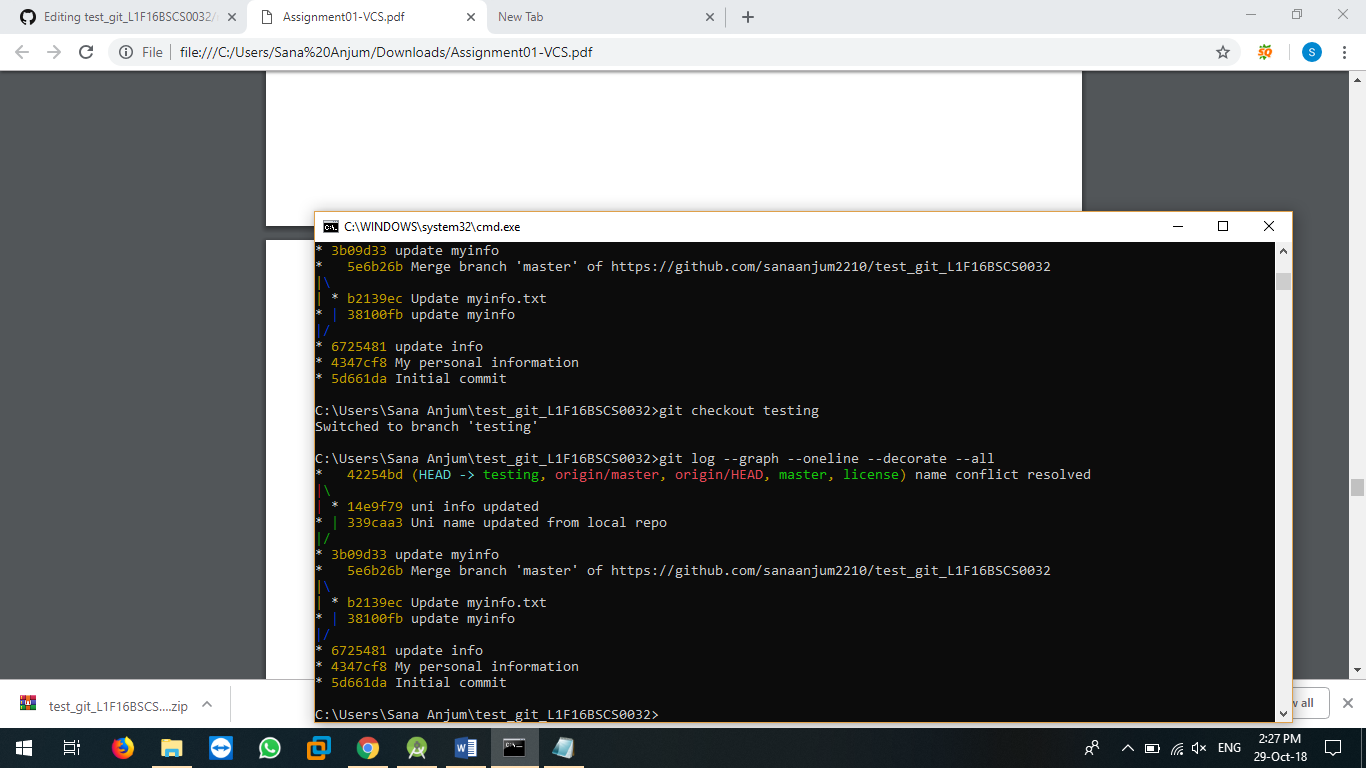 Editing test_git_L1F16BSCS0032/
Assignment01-VCS.pdf
New Tab
File
file:///C:/Users/Sana%20Anjum/Downloads/Assignment01-VCS.pdf
S
C:\WINDOWS\system32\cmd.exe
* 3b09d33 update myinfo
*   5e6b26b Merge branch 'master' of https://github.com/sanaanjum2210/test_git_L1F16BSCS0032
|\
| * b2139ec Update myinfo.txt
* | 38100fb update myinfo
|/
* 6725481 update info
* 4347cf8 My personal information
* 5d661da Initial commit
C:\Users\Sana Anjum\test_git_L1F16BSCS0032>git checkout testing
Switched to branch 'testing'
C:\Users\Sana Anjum\test_git_L1F16BSCS0032>git log --graph --oneline --decorate --all
*   42254bd (HEAD -> testing, origin/master, origin/HEAD, master, license) name conflict resolved
|\
| * 14e9f79 uni info updated
* | 339caa3 Uni name updated from local repo
|/
* 3b09d33 update myinfo
*   5e6b26b Merge branch 'master' of https://github.com/sanaanjum2210/test_git_L1F16BSCS0032
|\
| * b2139ec Update myinfo.txt
* | 38100fb update myinfo
|/
* 6725481 update info
* 4347cf8 My personal information
* 5d661da Initial commit
C:\Users\Sana Anjum\test_git_L1F16BSCS0032>
test_git_L1F16BSCS....zip
w all
ENG
2:27 PM
29-Oct-18